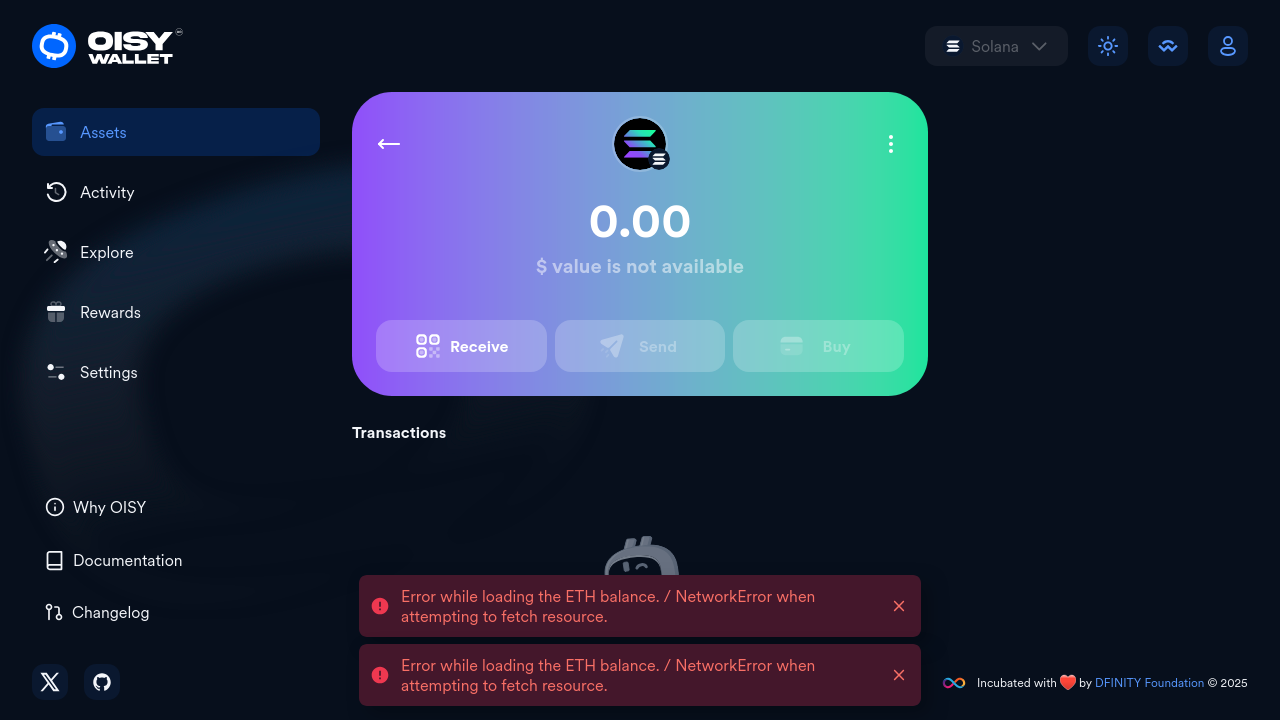 OISY
WALLET
Solana
Assets
Activity
Explore
Rewards
Settings
Why OISY
Documentation
Changelog
0.00
$ value is not available
Receive
Send
Buy
Transactions
Error while loading the ETH balance. / NetworkError when
attempting to fetch resource.
Error while loading the ETH balance. / NetworkError when
attempting to fetch resource.
Incubated with ❤️ by DFINITY Foundation © 2025